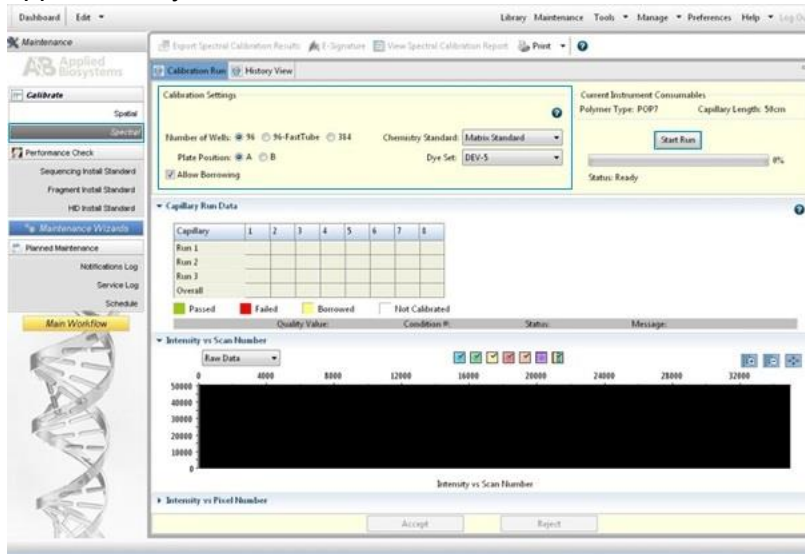 Dashboard Edit
Library Maintenance Tools Manage Preferences Help Log Out
Maintenance
Export Spectral Calibration Results E-Signature View Spectral Calibration Report Print
AB Applied
Biosystems
Calibration Run History View
Calibrate
Spatial
Spectral
Performance Check
Sequencing Install Standard
Fragment Install Standard
HID Install Standard
Maintenance Wizards
Planned Maintenance
Notifications Log
Service Log
Schedule
Main Workflow
Calibration Settings
Number of Wells: 96 96-FastTube 384 Chemistry Standard: Matrix Standard
Plate Position: A B Dye Set: DEV-5
Allow Borrowing
Current Instrument Consumables
Polymer Type: POP7 Capillary Length: 50cm
Start Run
0%
Status: Ready
Capillary Run Data
Capillary 1 2 3 4 5 6 7 8
Run 1
Run 2
Run 3
Overall
Passed Failed Borrowed Not Calibrated
Quality Value: Condition #: Status: Message:
Intensity vs Scan Number
Raw Data
0 4000 8000 12000 16000 20000 24000 28000 32000
50000
40000
30000
20000
10000
0
Intensity vs Scan Number
Intensity vs Pixel Number
Accept Reject